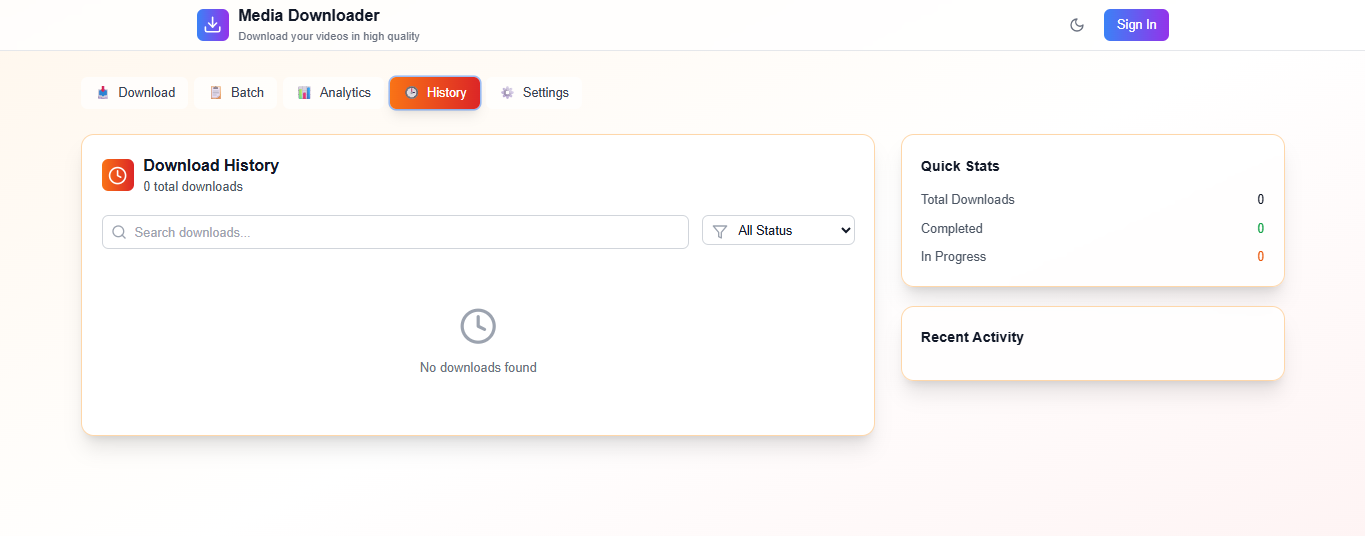 Media Downloader
Download your videos in high quality
Sign In
Download
Batch
Analytics
History
Settings
Download History
0 total downloads
Search downloads...
All Status
No downloads found
Quick Stats
Total Downloads 0
Completed 0
In Progress 0
Recent Activity